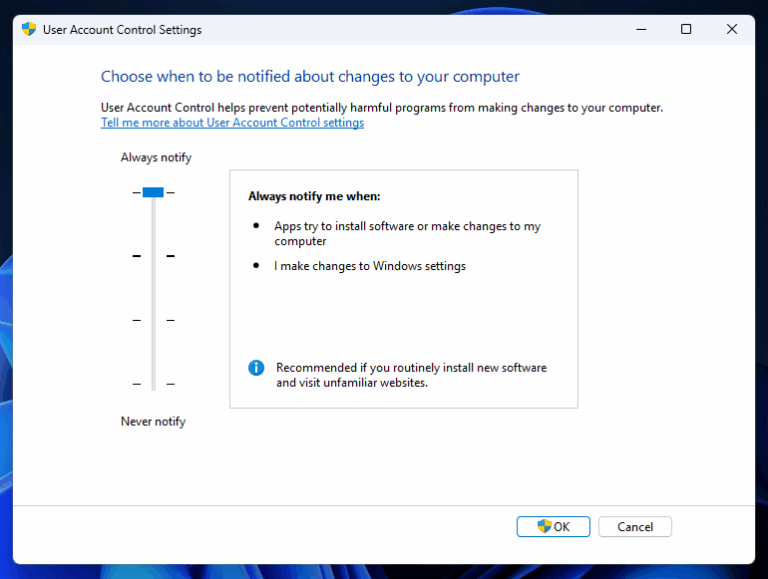 User Account Control Settings
Choose when to be notified about changes to your computer
User Account Control helps prevent potentially harmful programs from making changes to your computer.
Tell me more about User Account Control settings
Always notify
Always notify me when:
Apps try to install software or make changes to my
computer
I make changes to Windows settings
Recommended if you routinely install new software
and visit unfamiliar websites.
Never notify
OK
Cancel